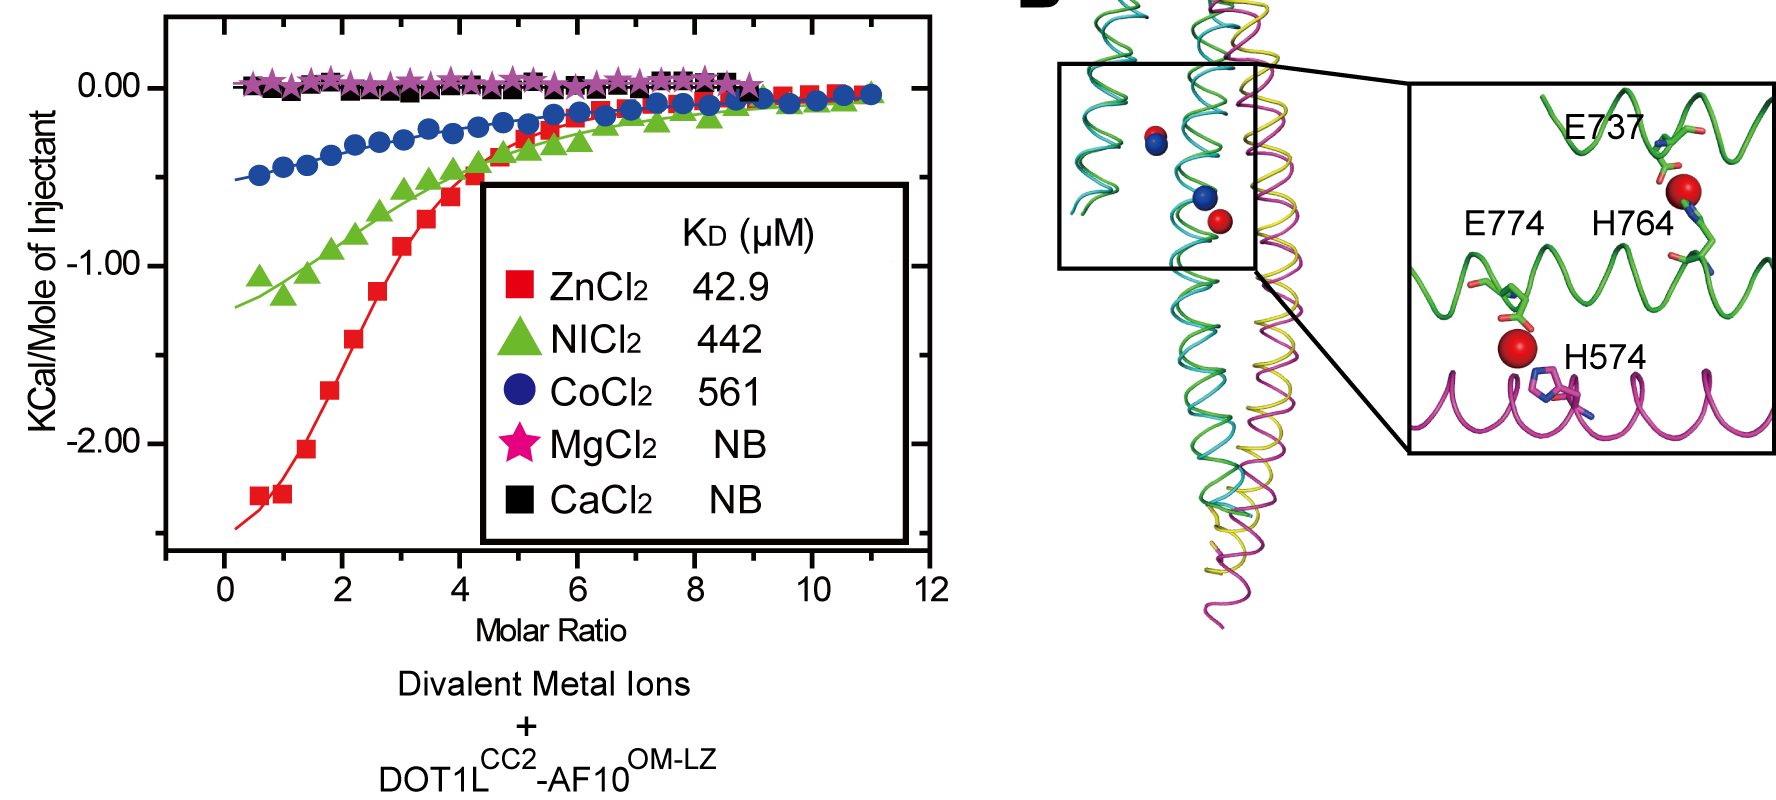 0.00
-1.00
-2.00
KCal/Mole of Injectant
KD (µM)
ZnCl2 42.9
NICl2 442
CoCl2 561
MgCl2 NB
CaCl2 NB
0 2 4 6 8 10 12
Molar Ratio
Divalent Metal Ions
+
DOT1LCC2-AF10OM-LZ
E737
E774 H764
H574